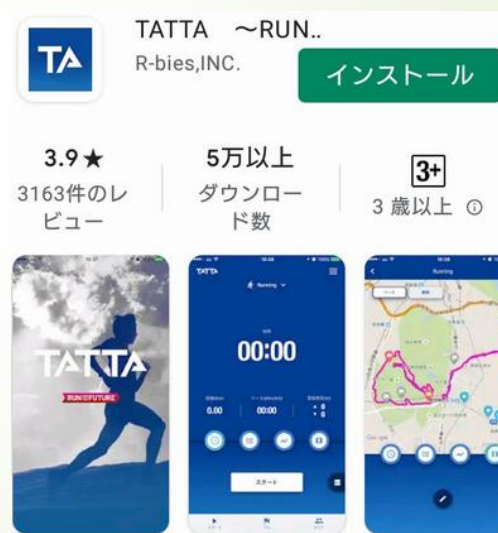 TA
TATTA ～RUN..
R-bies,INC.
インストール
3.9★
3163件のレ
ビュー
5万以上
ダウンロー
ド数
3+
3 歳以上
TATTA
RUN the FUTURE
TATTA
Running
00:00
0.00
00:00
スタート
Running